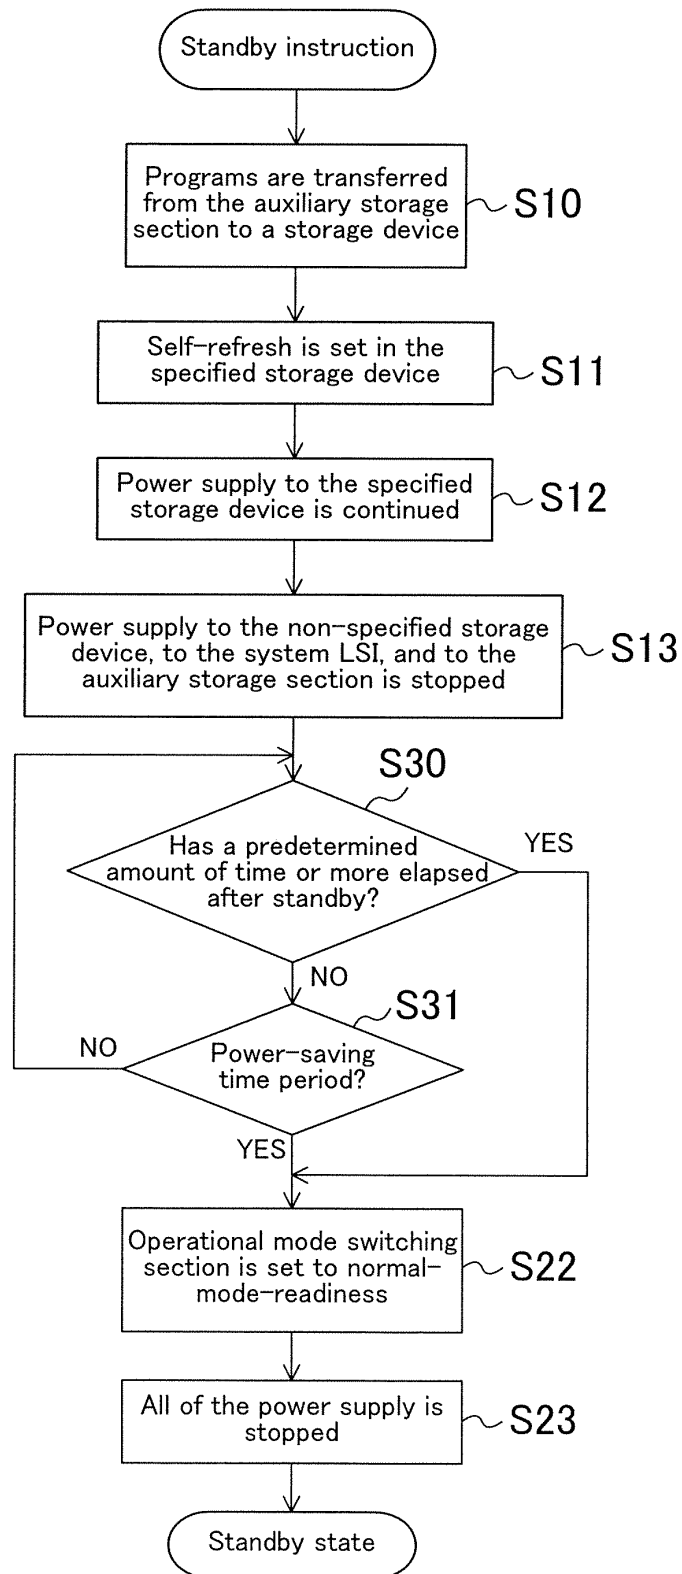 Standby instruction
Programs are transferred
from the auxiliary storage
section to a storage device
S10
Self-refresh is set in the
specified storage device
S11
Power supply to the specified
storage device is continued
S12
Power supply to the non-specified storage
device, to the system LSI, and to the
auxiliary storage section is stopped
S13
S30
Has a predetermined
amount of time or more elapsed
after standby?
YES
NO
S31
Power-saving
time period?
NO
YES
Operational mode switching
section is set to normal-
mode-readiness
S22
All of the power supply is
stopped
S23
Standby state